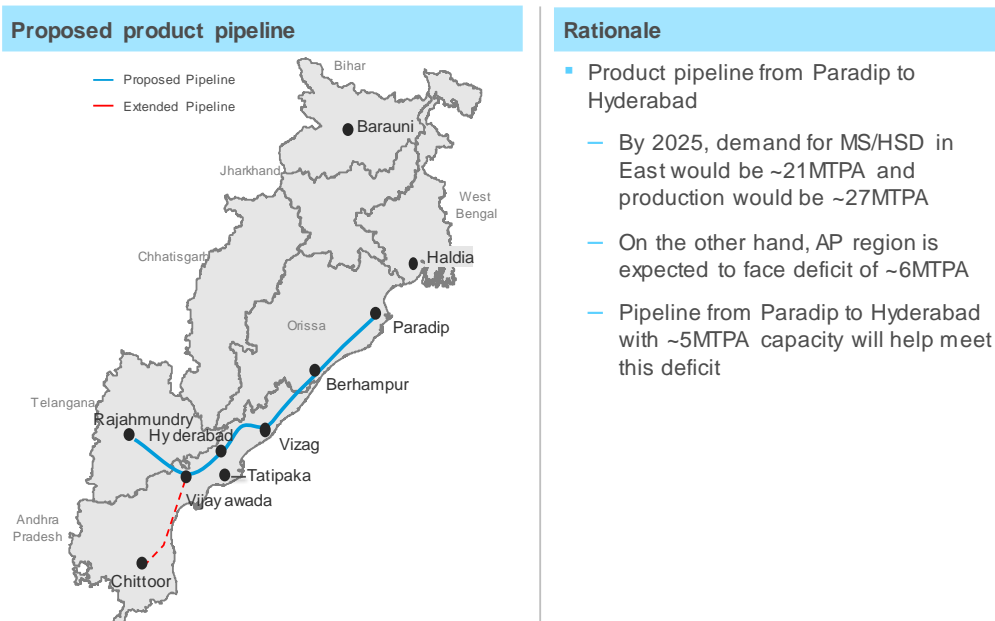 Proposed product pipeline
Proposed Pipeline
Extended Pipeline
Bihar
Barauni
Jharkhand
West
Bengal
Chhatisgarh
Haldia
Orissa
Paradip
Berhampur
Telangana
Rajahmundry
Hyderabad
Vizag
Tatipaka
Vijayawada
Andhra
Pradesh
Chittoor
Rationale
Product pipeline from Paradip to
Hyderabad
— By 2025, demand for MS/HSD in
East would be ~21MTPA and
production would be ~27MTPA
— On the other hand, AP region is
expected to face deficit of ~6MTPA
— Pipeline from Paradip to Hyderabad
with ~5MTPA capacity will help meet
this deficit